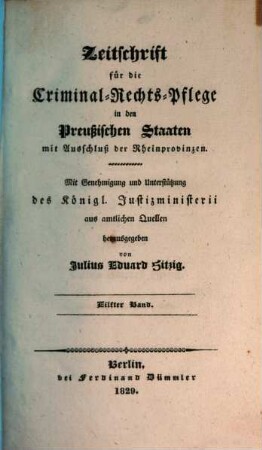 Zeitschrift
für die
Criminal-Rechts-Pflege
in den
Preußischen Staaten
mit Ausschluß der Rheinprovinzen.
Mit Genehmigung und Unterstützung
des Königl. Justizministerii
aus amtlichen Quellen
herausgegeben
von
Julius Eduard Hitzig.
Eilfter Band.
Berlin,
bei Ferdinand Dümmler
1829.